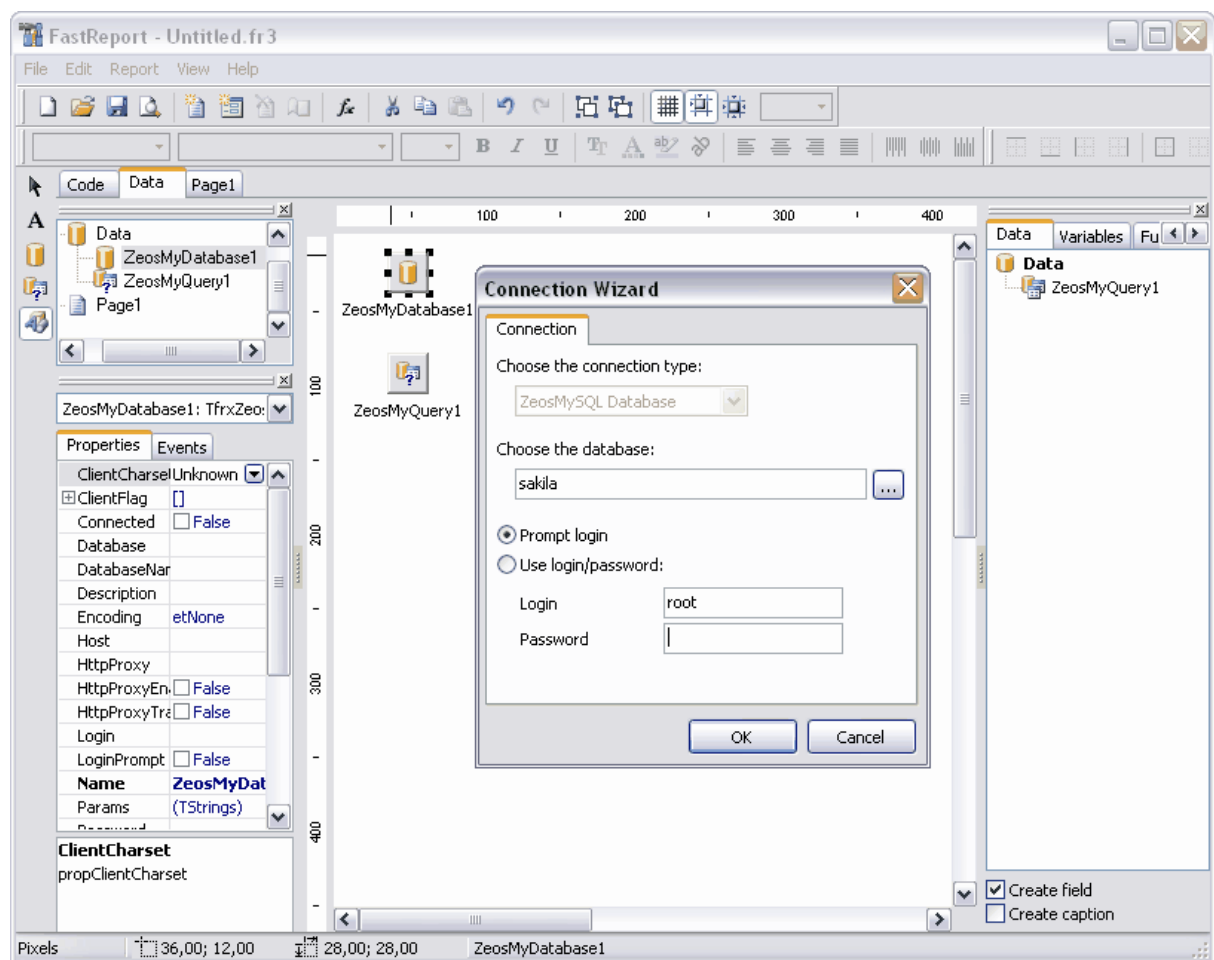 FastReport - Untitled.fr3
File Edit Report View Help
B I U
Code Data Page1
Data
ZeosMyDatabase1
ZeosMyQuery1
Page1
ZeosMyDatabase1: TfrxZeo:
Properties Events
ClientCharse Unknown
ClientFlag []
Connected False
Database
DatabaseNar
Description
Encoding etNone
Host
HttpProxy
HttpProxyEn False
HttpProxyTra False
Login
LoginPrompt False
Name ZeosMyDat
Params (TStrings)
ClientCharset
propClientCharset
100 200 300 400
100
200
300
400
ZeosMyDatabase1
ZeosMyQuery1
Connection Wizard
Connection
Choose the connection type:
ZeosMySQL Database
Choose the database:
sakila
...
Prompt login
Use login/password:
Login root
Password
OK Cancel
Data Variables Fu
Data
ZeosMyQuery1
Create field
Create caption
Pixels 36,00; 12,00 28,00; 28,00 ZeosMyDatabase1